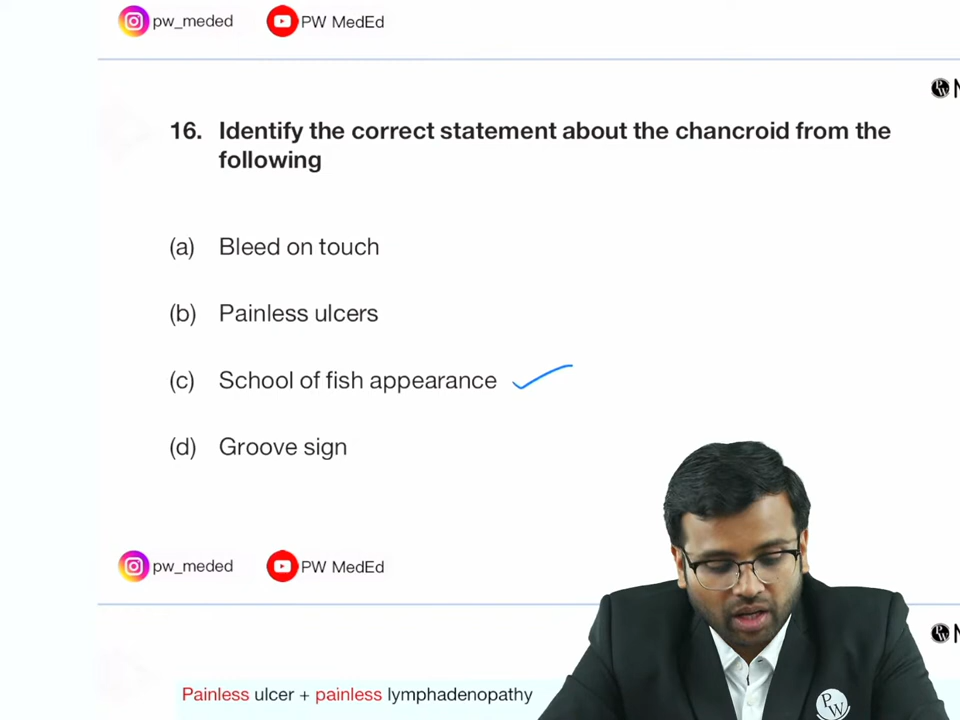 pw_meded PW MedEd
16. Identify the correct statement about the chancroid from the
following
(a) Bleed on touch
(b) Painless ulcers
(c) School of fish appearance
(d) Groove sign
pw_meded PW MedEd
Painless ulcer + painless lymphadenopathy
PW